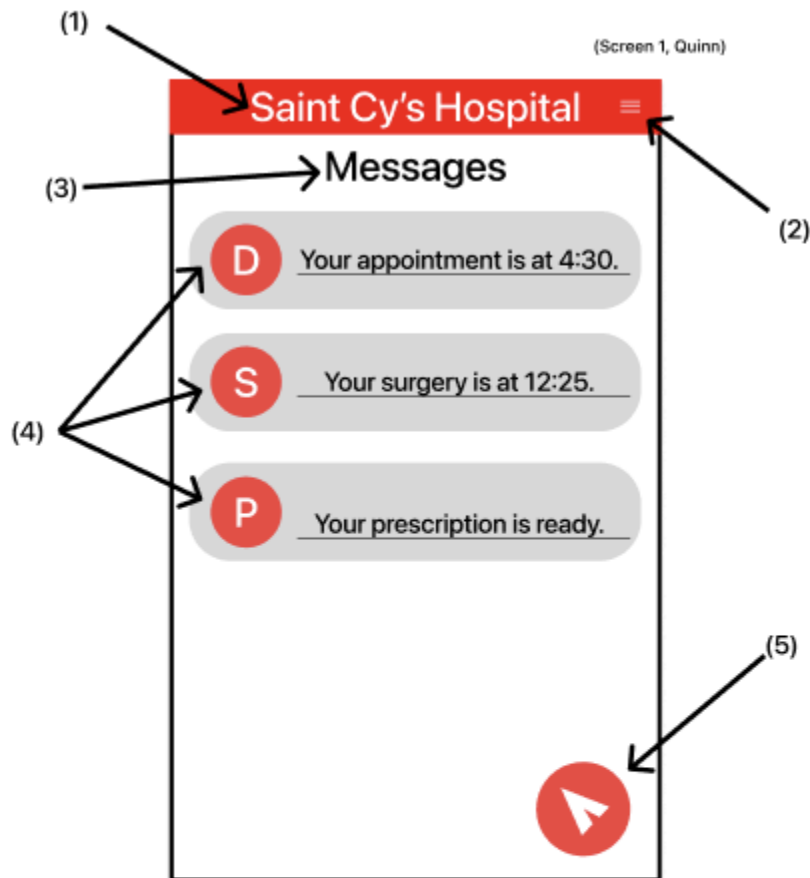 (1)
(Screen 1, Quinn)
Saint Cy's Hospital
(3)
Messages
(2)
D
Your appointment is at 4:30.
S
Your surgery is at 12:25.
(4)
P
Your prescription is ready.
(5)